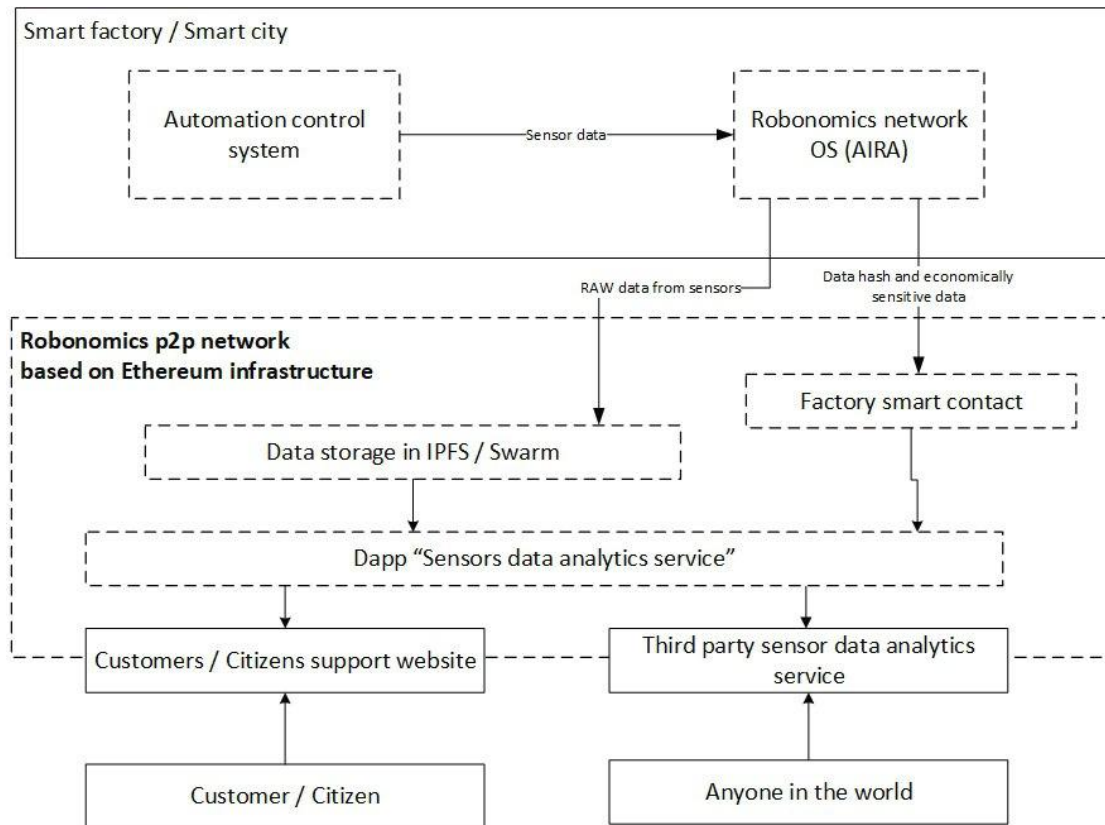 Smart factory / Smart city
Automation control
system
Sensor data
Robonomics network
OS (AIRA)
RAW data from sensors
Data hash and economically
sensitive data
Robonomics p2p network
based on Ethereum infrastructure
Factory smart contact
Data storage in IPFS / Swarm
Dapp “Sensors data analytics service”
Customers / Citizens support website
Third party sensor data analytics
service
Customer / Citizen
Anyone in the world